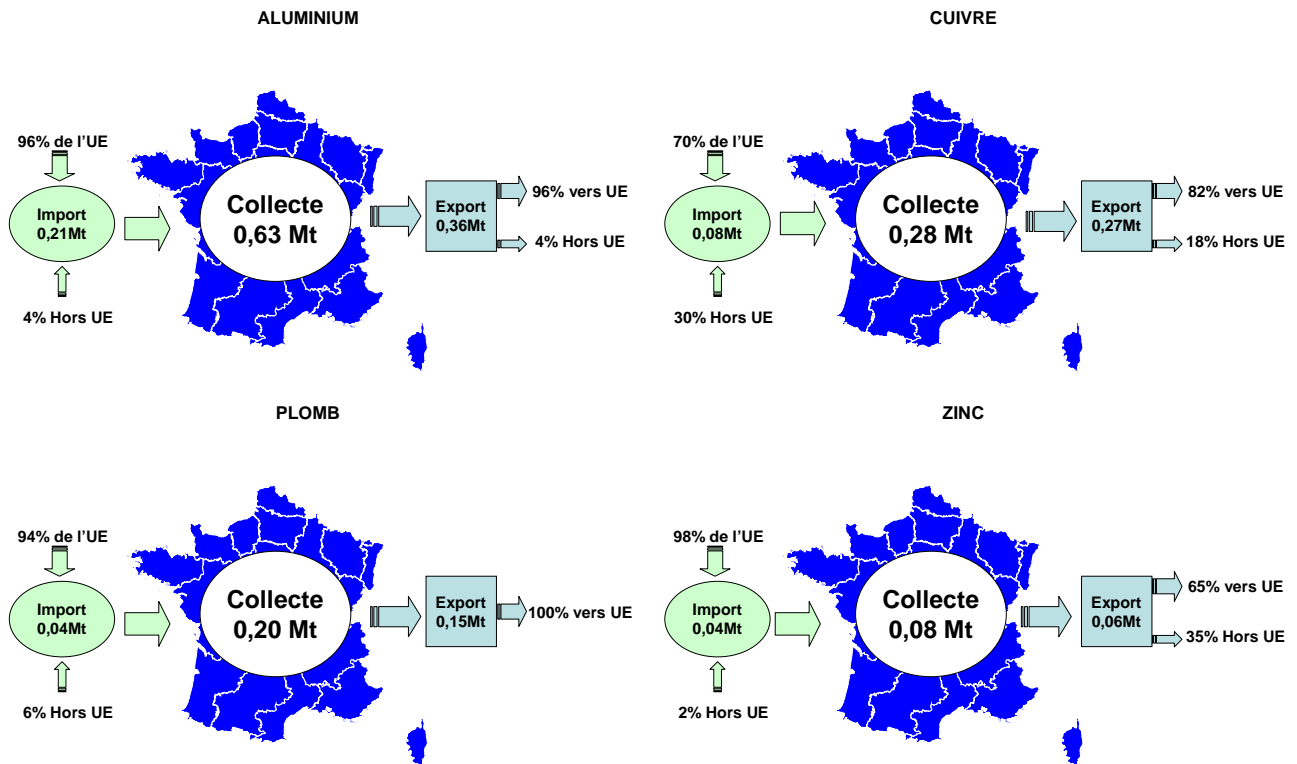 ALUMINIUM
96% de l'UE
Import
0,21Mt
4% Hors UE
Collecte
0,63 Mt
Export
0,36Mt
96% vers UE
4% Hors UE
CUIVRE
70% de l'UE
Import
0,08Mt
30% Hors UE
Collecte
0,28 Mt
Export
0,27Mt
82% vers UE
18% Hors UE
PLOMB
94% de l'UE
Import
0,04Mt
6% Hors UE
Collecte
0,20 Mt
Export
0,15Mt
100% vers UE
ZINC
98% de l'UE
Import
0,04Mt
2% Hors UE
Collecte
0,08 Mt
Export
0,06Mt
65% vers UE
35% Hors UE